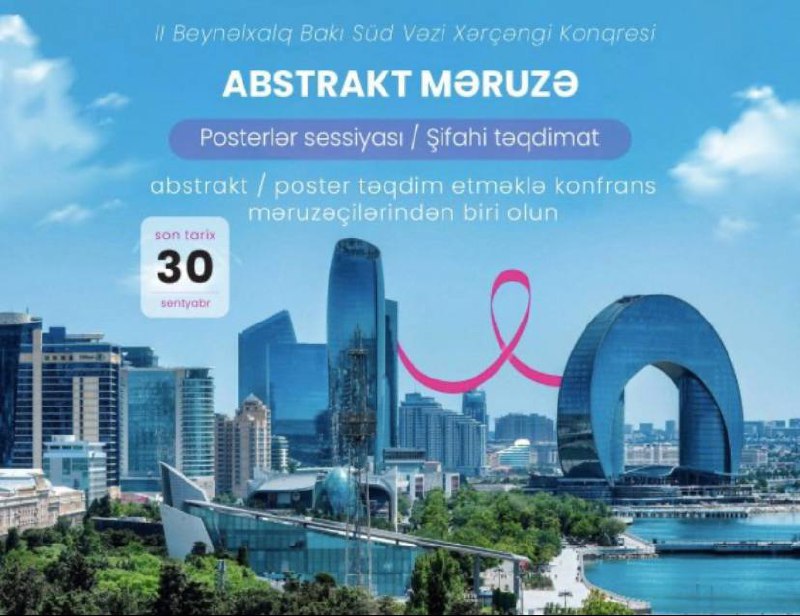 II Beynəlxalq Bakı Süd Vəzi Xərçəngi Konqresi
ABSTRAKT MƏRUZƏ
Posterlər sessiyası / Şifahi təqdimat
abstrakt / poster təqdim etməklə konfrans
məruzəçilərindən biri olun
son tarix
30
sentyabr